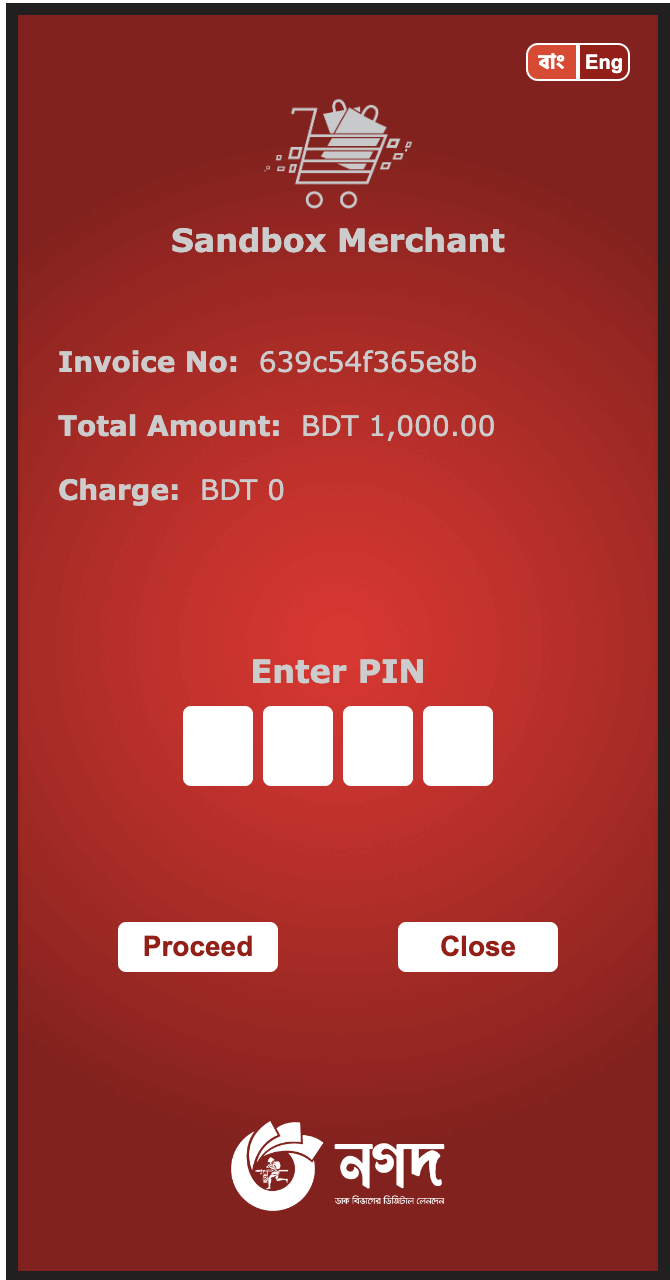 বাং Eng
Sandbox Merchant
Invoice No: 639c54f365e8b
Total Amount: BDT 1,000.00
Charge: BDT 0
Enter PIN
Proceed Close
নগদ
ডাক বিভাগের ডিজিটাল লেনদেন